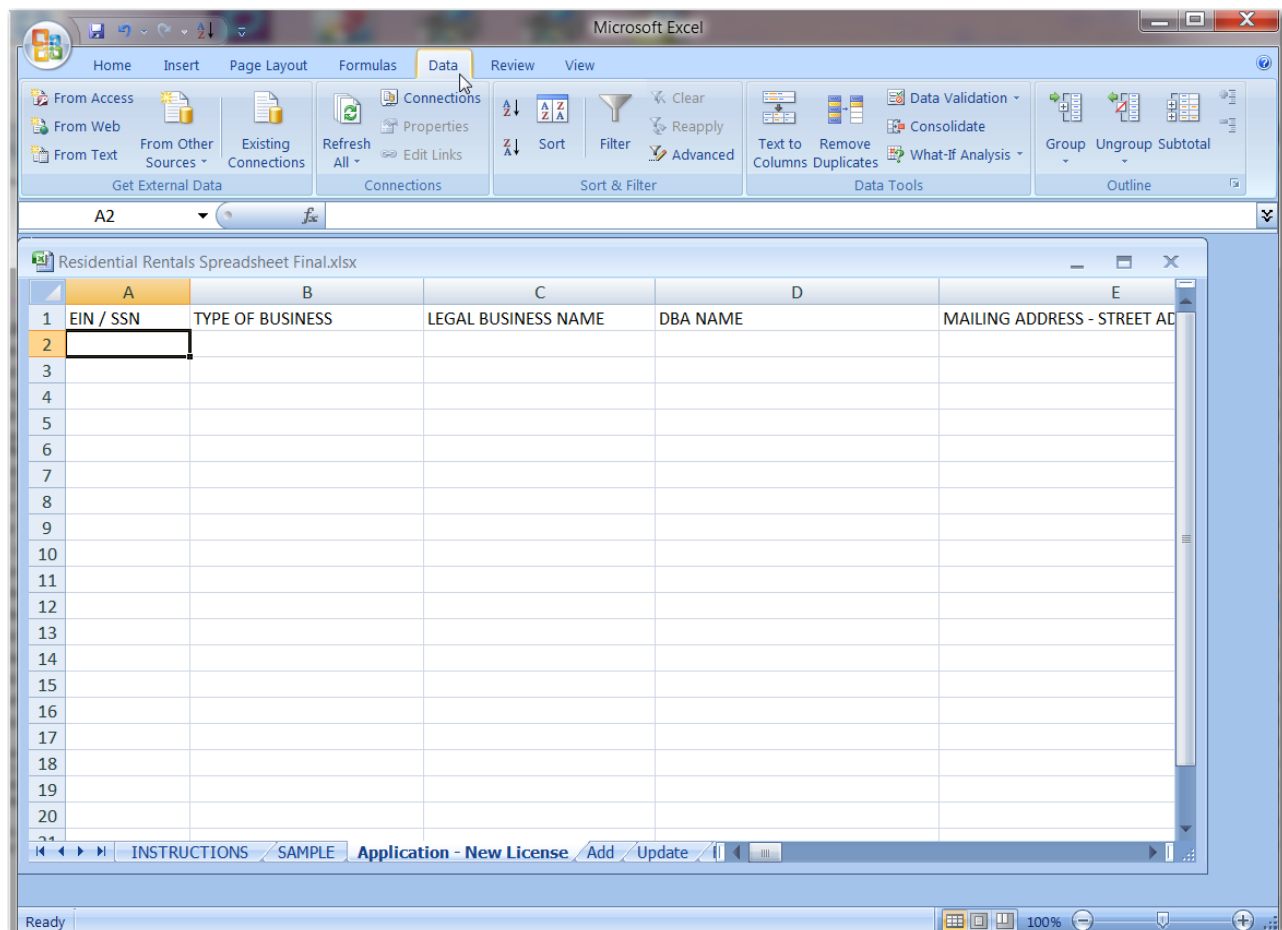 Microsoft Excel
Home Insert Page Layout Formulas Data Review View
From Access
From Web
From Text
From Other Sources
Existing Connections
Get External Data
Refresh All
Connections
Properties
Edit Links
Connections
A Z
Z A
A Z
Z A
Sort
Filter
Clear
Reapply
Advanced
Sort & Filter
Text to Columns
Remove Duplicates
Data Validation
Consolidate
What-If Analysis
Data Tools
Group
Ungroup
Subtotal
Outline
A2 fx
Residential Rentals Spreadsheet Final.xlsx
A B C D E
1 EIN / SSN TYPE OF BUSINESS LEGAL BUSINESS NAME DBA NAME MAILING ADDRESS - STREET AD
2
3
4
5
6
7
8
9
10
11
12
13
14
15
16
17
18
19
20
INSTRUCTIONS SAMPLE Application - New License Add Update
Ready 100%